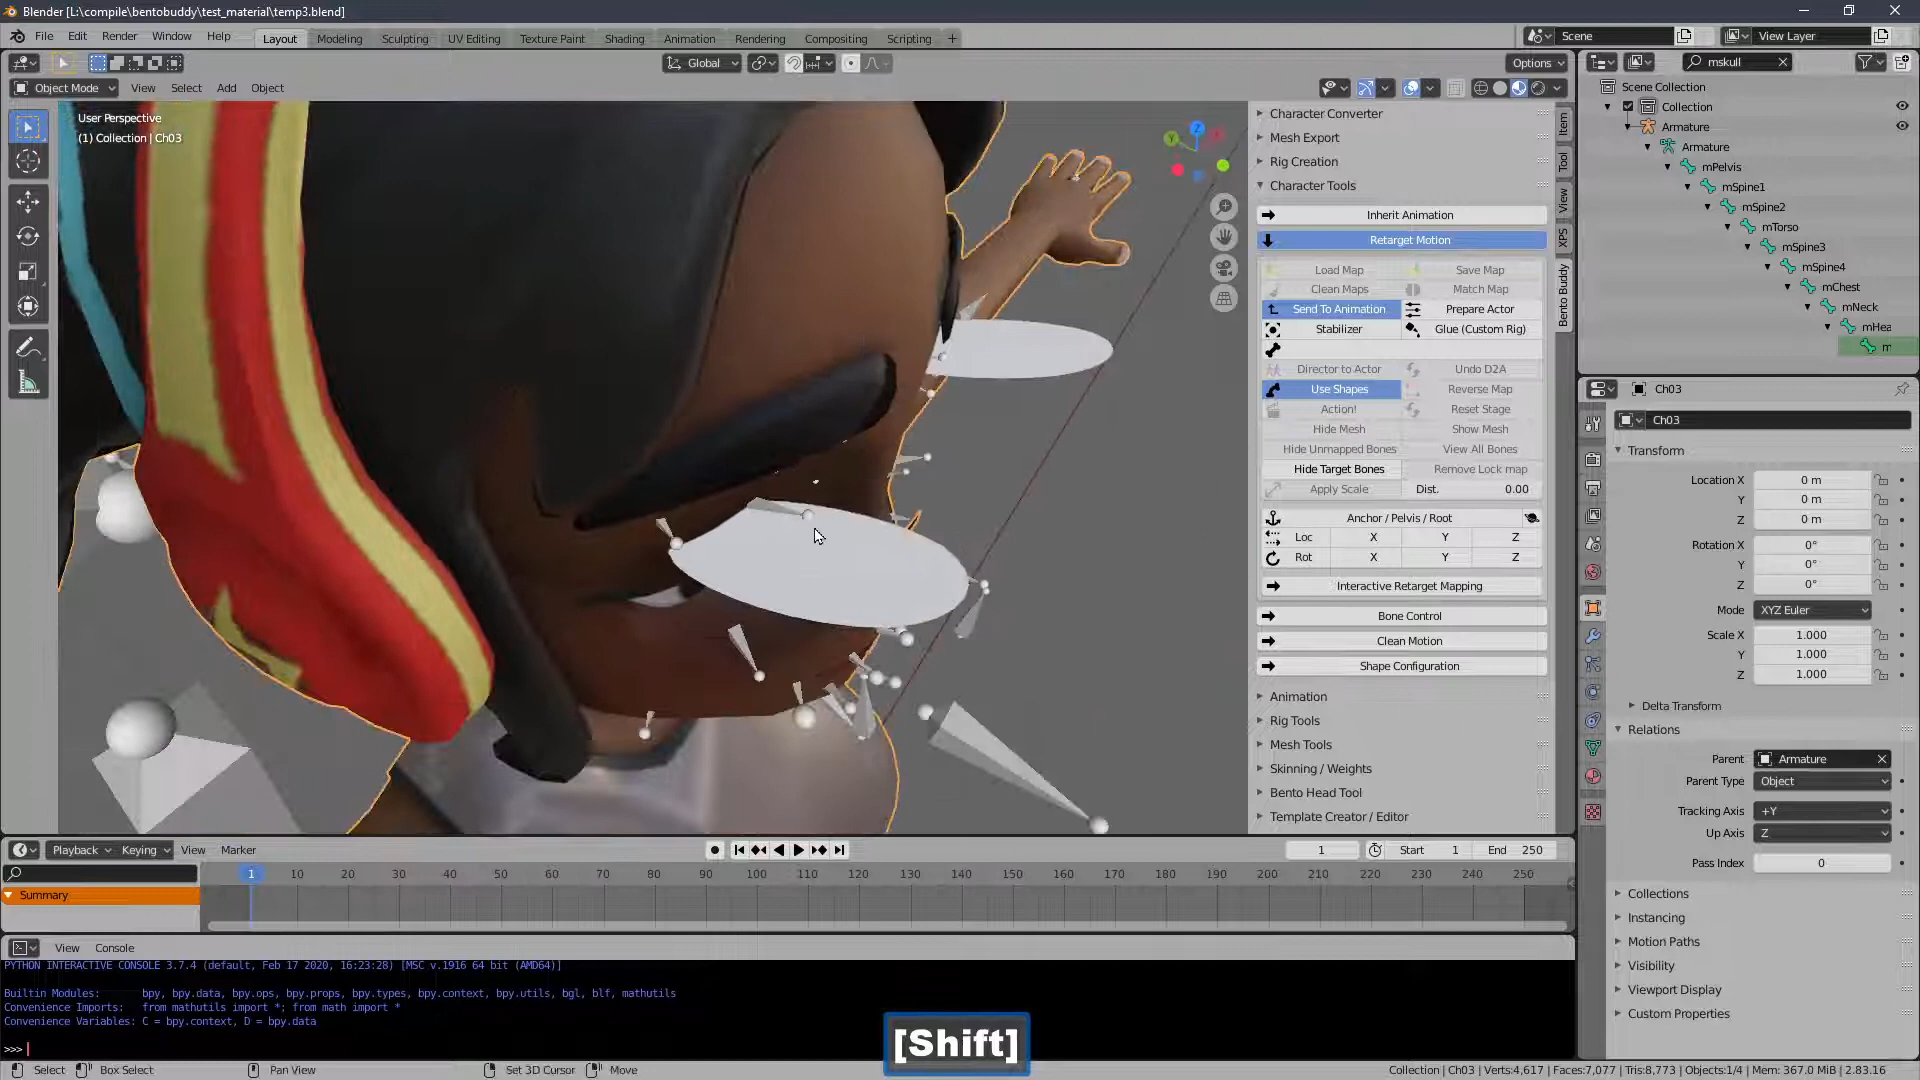 Blender [L:\compile\bentobuddy\test_material\temp3.blend]
File Edit Render Window Help
Layout Modeling Sculpting UV Editing Texture Paint Shading Animation Rendering Compositing Scripting +
Scene View Layer
Global Options
mskull
Object Mode View Select Add Object
User Perspective
(1) Collection | Ch03
Z
Y
Character Converter
Mesh Export
Rig Creation
Character Tools
Inherit Animation
Retarget Motion
Load Map Save Map
Clean Maps Match Map
Send To Animation Prepare Actor
Stabilizer Glue (Custom Rig)
Director to Actor Undo D2A
Use Shapes Reverse Map
Action! Reset Stage
Hide Mesh Show Mesh
Hide Unmapped Bones View All Bones
Hide Target Bones Remove Lock map
Apply Scale Dist. 0.00
Anchor / Pelvis / Root
Loc X Y Z
Rot X Y Z
Interactive Retarget Mapping
Bone Control
Clean Motion
Shape Configuration
Animation
Rig Tools
Mesh Tools
Skinning / Weights
Bento Head Tool
Template Creator / Editor
Item
Tool
View
XPS
Bento Buddy
Scene Collection
Collection
Armature
Armature
mPelvis
mSpine1
mSpine2
mTorso
mSpine3
mSpine4
mChest
mNeck
mHea
m
Ch03
Ch03
Transform
Location X 0 m
Y 0 m
Z 0 m
Rotation X 0°
Y 0°
Z 0°
Mode XYZ Euler
Scale X 1.000
Y 1.000
Z 1.000
Delta Transform
Relations
Parent Armature
Parent Type Object
Tracking Axis +Y
Up Axis Z
Pass Index 0
Collections
Instancing
Motion Paths
Visibility
Viewport Display
Custom Properties
Playback Keying View Marker
1 Start 1 End 250
1 10 20 30 40 50 60 70 80 90 100 110 120 130 140 150 160 170 180 190 200 210 220 230 240 250
Summary
View Console
PYTHON INTERACTIVE CONSOLE 3.7.4 (default, Feb 17 2020, 16:23:28) [MSC v.1916 64 bit (AMD64)]
Builtin Modules: bpy, bpy.data, bpy.ops, bpy.props, bpy.types, bpy.context, bpy.utils, bgl, blf, mathutils
Convenience Imports: from mathutils import *; from math import *
Convenience Variables: C = bpy.context, D = bpy.data
>>>
[Shift]
Select Box Select Pan View Set 3D Cursor Move
Collection | Ch03 | Verts:4,617 | Faces:7,077 | Tris:8,773 | Objects:1/4 | Mem: 367.0 MiB | 2.83.16